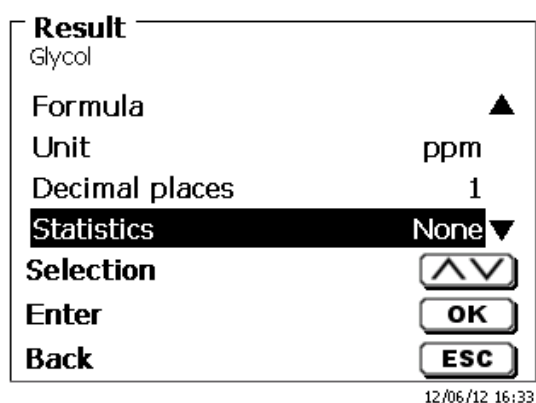 Result
Glycol
Formula
Unit ppm
Decimal places 1
Statistics None
Selection
Enter OK
Back ESC
12/06/12 16:33